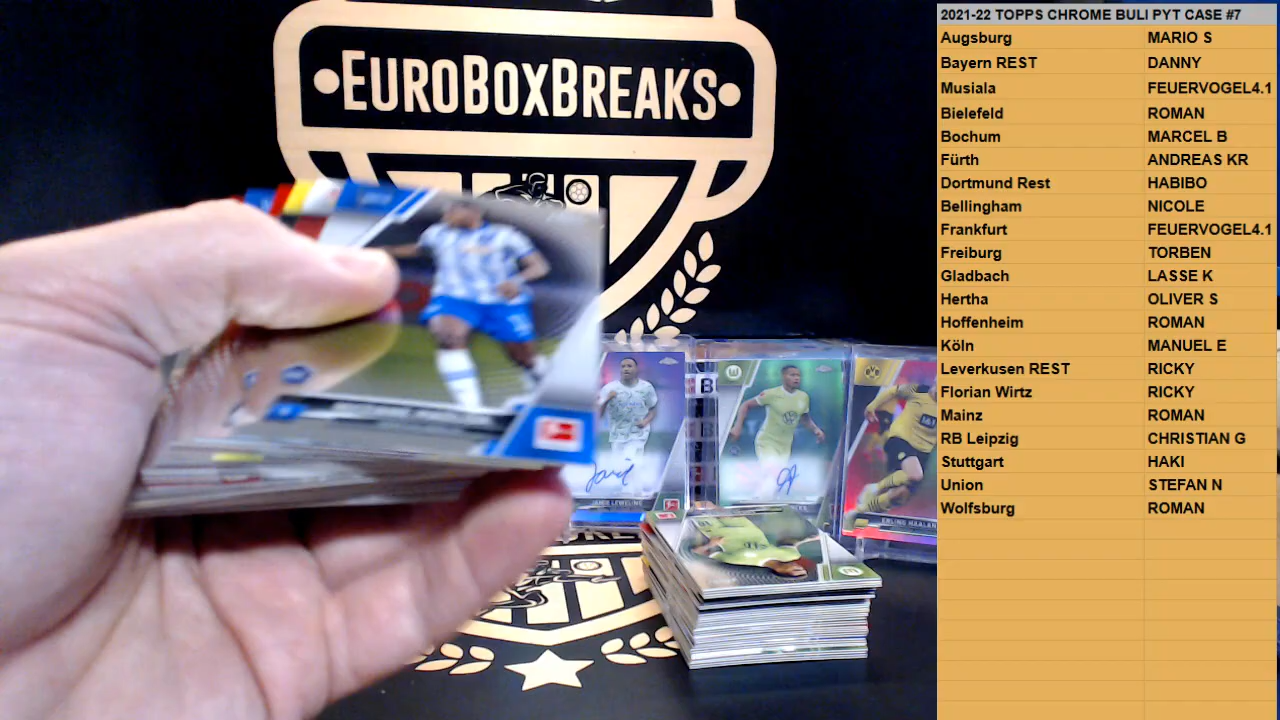 EUROBOXBREAKS
2021-22 TOPPS CHROME BULI PYT CASE #7
Augsburg MARIO S
Bayern REST DANNY
Musiala FEUERVOGEL4.1
Bielefeld ROMAN
Bochum MARCEL B
Fürth ANDREAS KR
Dortmund Rest HABIBO
Bellingham NICOLE
Frankfurt FEUERVOGEL4.1
Freiburg TORBEN
Gladbach LASSE K
Hertha OLIVER S
Hoffenheim ROMAN
Köln MANUEL E
Leverkusen REST RICKY
Florian Wirtz RICKY
Mainz ROMAN
RB Leipzig CHRISTIAN G
Stuttgart HAKI
Union STEFAN N
Wolfsburg ROMAN